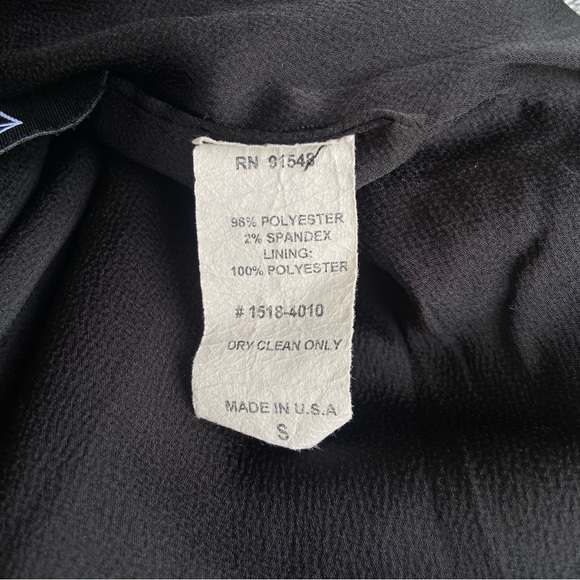 RN 91548
98% POLYESTER
2% SPANDEX
LINING:
100% POLYESTER
# 1518-4010
DRY CLEAN ONLY
MADE IN U.S.A
S